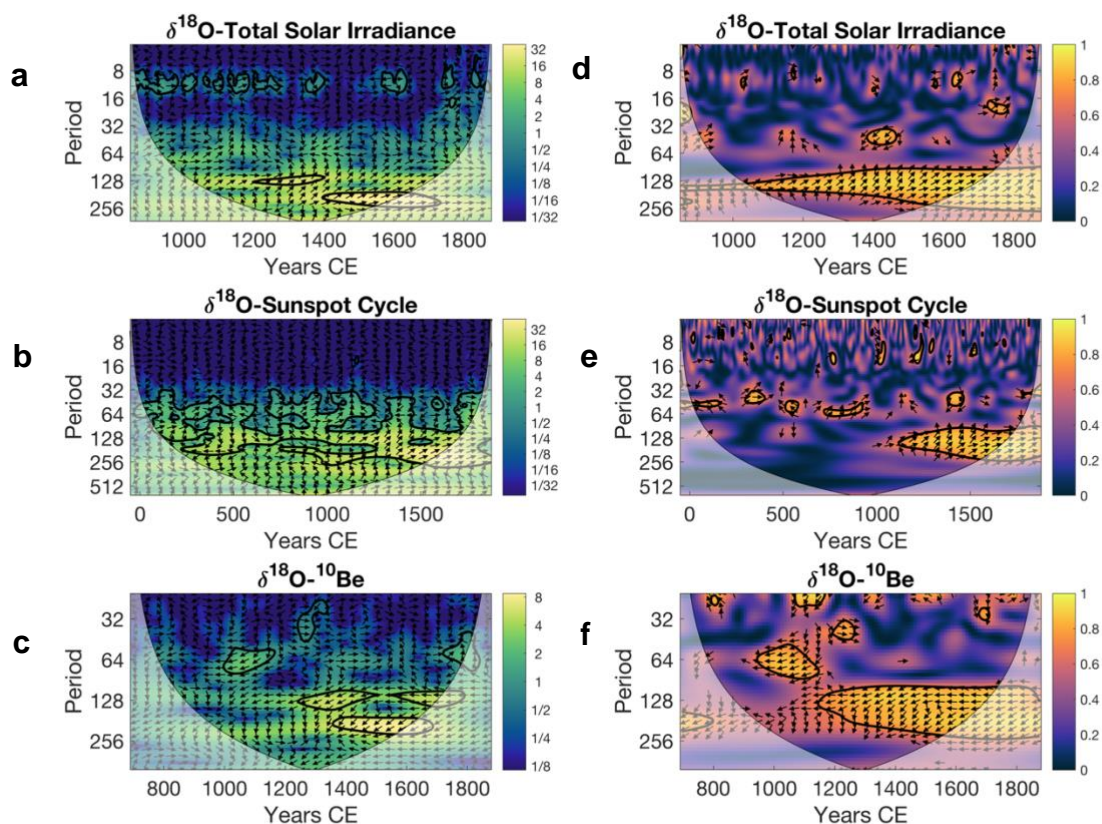 a
δ18O-Total Solar Irradiance
Period
8
16
32
64
128
256
1000 1200 1400 1600 1800
Years CE
32
16
8
4
2
1
1/2
1/4
1/8
1/16
1/32
d
δ18O-Total Solar Irradiance
Period
8
16
32
64
128
256
1000 1200 1400 1600 1800
Years CE
1
0.8
0.6
0.4
0.2
0
b
δ18O-Sunspot Cycle
Period
8
16
32
64
128
256
512
0 500 1000 1500
Years CE
32
16
8
4
2
1
1/2
1/4
1/8
1/16
1/32
e
δ18O-Sunspot Cycle
Period
8
16
32
64
128
256
512
0 500 1000 1500
Years CE
1
0.8
0.6
0.4
0.2
0
c
δ18O-10Be
Period
32
64
128
256
800 1000 1200 1400 1600 1800
Years CE
8
4
2
1
1/2
1/4
1/8
f
δ18O-10Be
Period
32
64
128
256
800 1000 1200 1400 1600 1800
Years CE
1
0.8
0.6
0.4
0.2
0